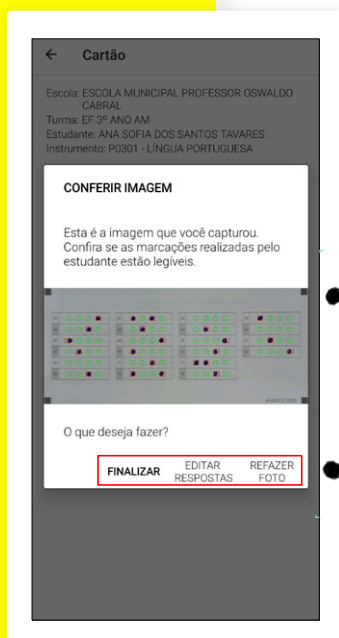 Cartão
Escola: ESCOLA MUNICIPAL PROFESSOR OSWALDO
CABRAL
Turma: EF 3º ANO AM
Estudante: ANA SOFIA DOS SANTOS TAVARES
Instrumento: P0301 - LÍNGUA PORTUGUESA
CONFERIR IMAGEM
Esta é a imagem que você capturou.
Confira se as marcações realizadas pelo
estudante estão legíveis.
O que deseja fazer?
FINALIZAR
EDITAR
RESPOSTAS
REFAZER
FOTO